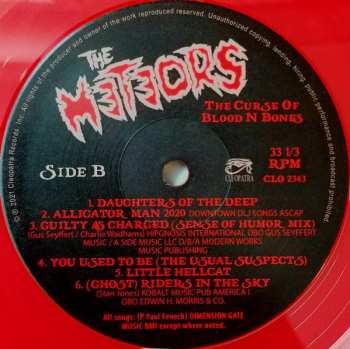 © 2021 Cleopatra Records, Inc. All rights of the producer and owner of the work reproduced reserved. Unauthorized copying, lending, hiring, public performance and broadcasting prohibited.
THE
METEORS
THE CURSE OF
BLOOD N BONES
SIDE B
CLEOPATRA
33 1/3
RPM
CLO 2343
1. DAUGHTERS OF THE DEEP
2. ALLIGATOR MAN 2020 DOWNTOWN DLJ SONGS ASCAP
3. GUILTY AS CHARGED (SENSE OF HUMOR MIX)
(Gus Seyffert / Charlie Wadhams) HIPGNOSIS INTERNATIONAL OBO GUS SEYFFERT
MUSIC / A SIDE MUSIC LLC D/B/A MODERN WORKS
MUSIC PUBLISHING
4. YOU USED TO BE (THE USUAL SUSPECTS)
5. LITTLE HELLCAT
6. (GHOST) RIDERS IN THE SKY
(Stan Jones) KOBALT MUSIC PUB AMERICA I
OBO EDWIN H. MORRIS & CO.
All songs: (P Paul Fenech) DIMENSION GATE
MUSIC BMI except where noted.